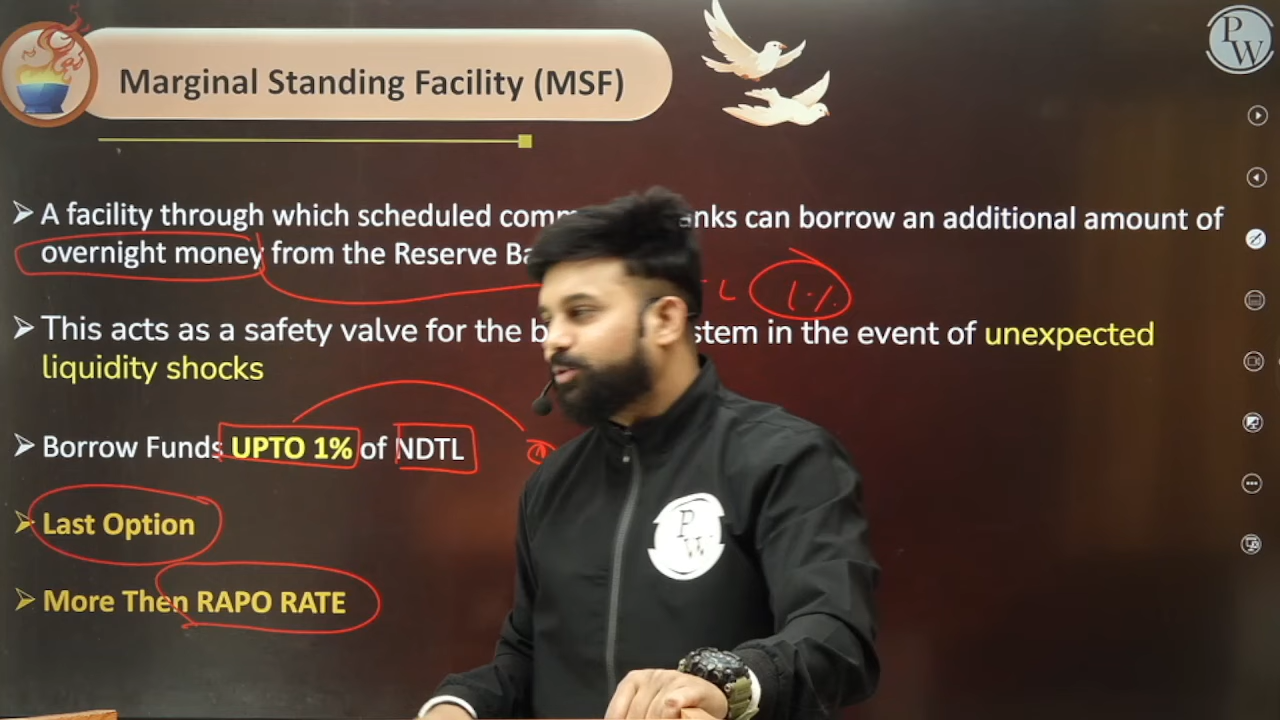 P
W
Marginal Standing Facility (MSF)
➢ A facility through which scheduled comm nks can borrow an additional amount of
overnight money from the Reserve Ba
1%
➢ This acts as a safety valve for the b stem in the event of unexpected
liquidity shocks
➢ Borrow Funds UPTO 1% of NDTL
➢ Last Option
➢ More Then RAPO RATE
P
W